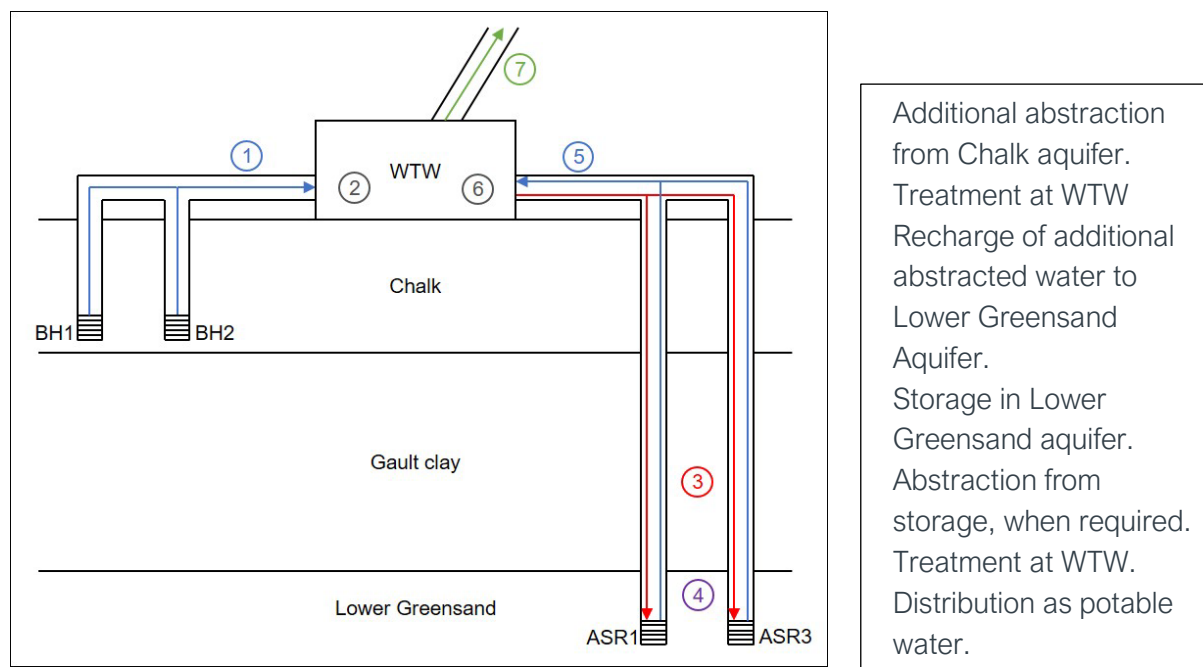 7
1
5
WTW
2
6
Chalk
BH1
BH2
Gault clay
3
Lower Greensand
4
ASR1
ASR3
Additional abstraction
from Chalk aquifer.
Treatment at WTW
Recharge of additional
abstracted water to
Lower Greensand
Aquifer.
Storage in Lower
Greensand aquifer.
Abstraction from
storage, when required.
Treatment at WTW.
Distribution as potable
water.